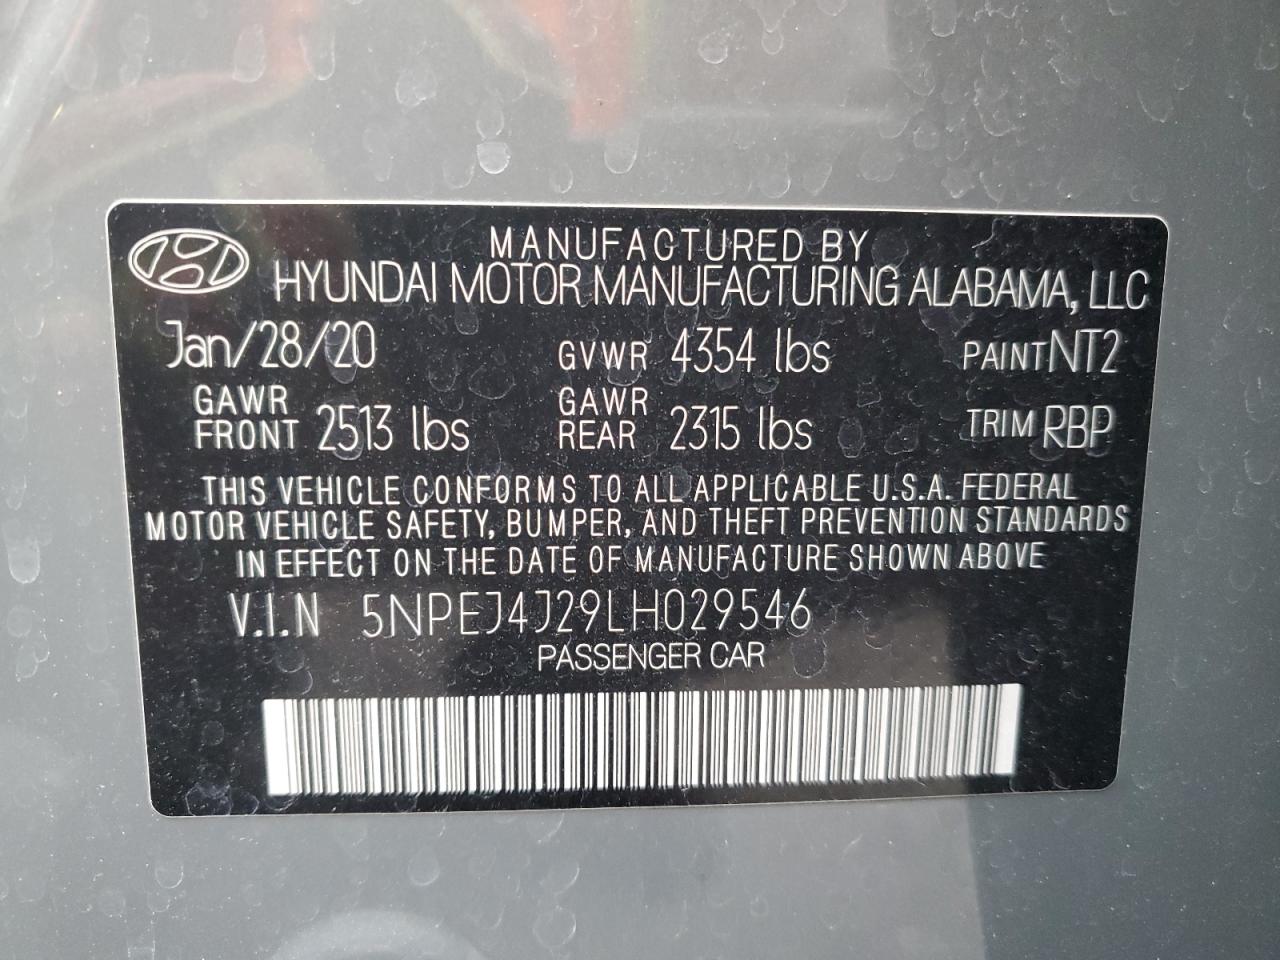 MANUFACTURED BY
HYUNDAI MOTOR MANUFACTURING ALABAMA, LLC
Jan/28/20 GVWR 4354 lbs PAINT NT2
GAWR FRONT 2513 lbs GAWR REAR 2315 lbs TRIM RBP
THIS VEHICLE CONFORMS TO ALL APPLICABLE U.S.A. FEDERAL
MOTOR VEHICLE SAFETY, BUMPER, AND THEFT PREVENTION STANDARDS
IN EFFECT ON THE DATE OF MANUFACTURE SHOWN ABOVE
V.I.N 5NPEJ4J29LH029546
PASSENGER CAR